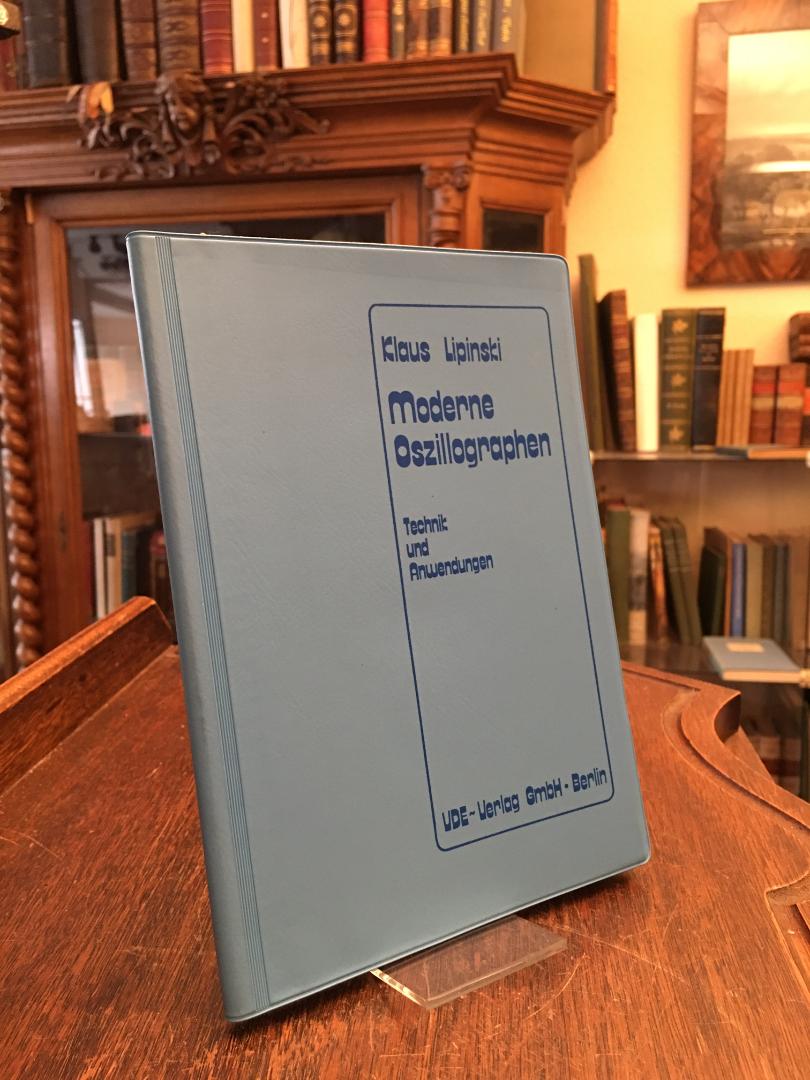 Klaus Lipinski
Moderne
Oszillographen
Technik
und
Anwendungen
VDE-Verlag GmbH · Berlin